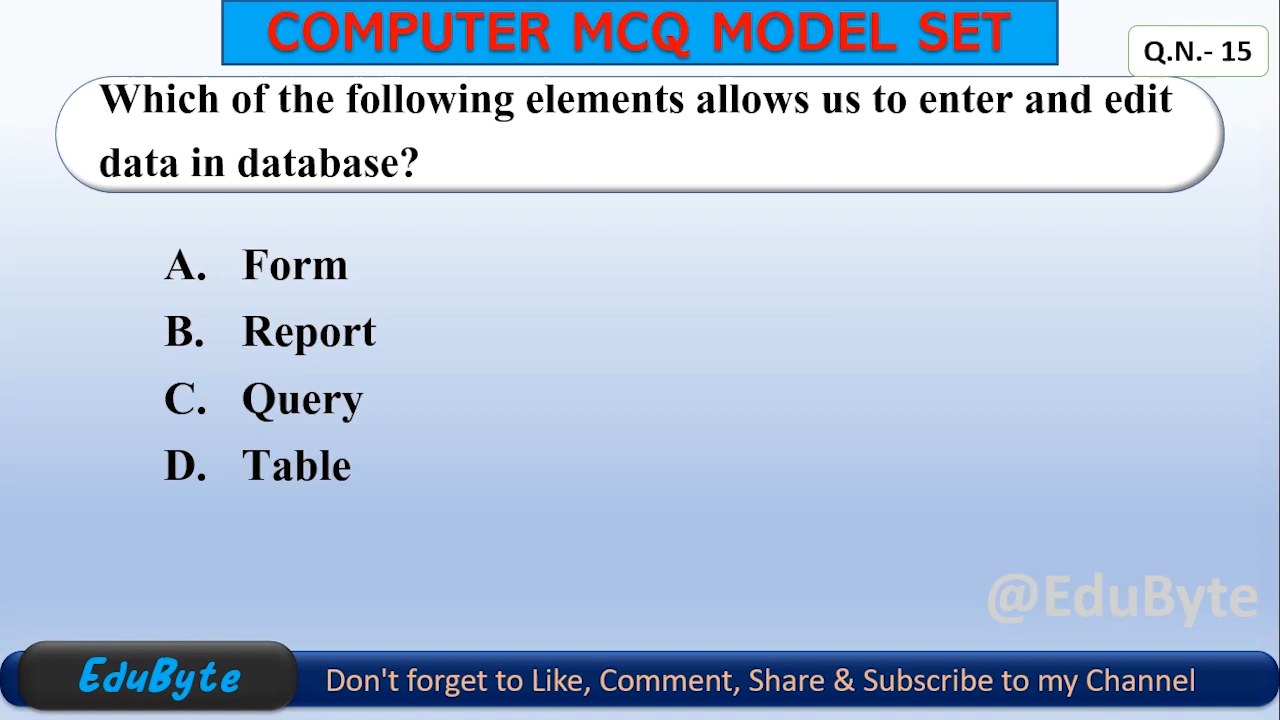 COMPUTER MCQ MODEL SET
Q.N.- 15
Which of the following elements allows us to enter and edit
data in database?
A. Form
B. Report
C. Query
D. Table
@EduByte
EduByte
Don't forget to Like, Comment, Share & Subscribe to my Channel